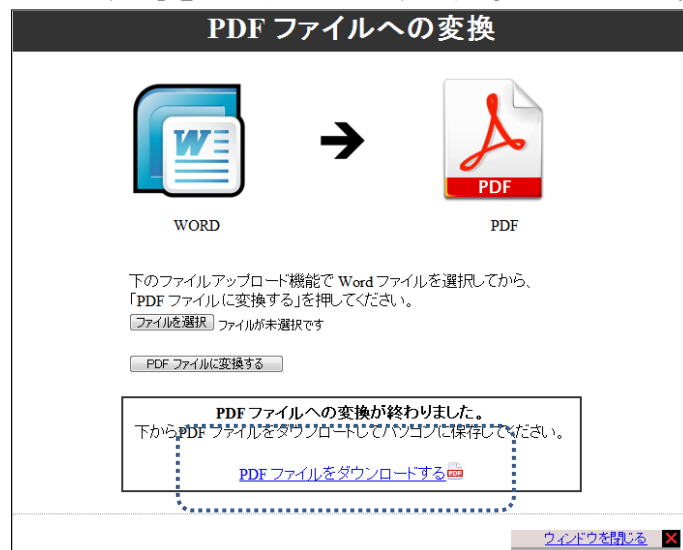 PDF ファイルへの変換
W
PDF
WORD
PDF
下のファイルアップロード機能で Word ファイルを選択してから、
「PDF ファイルに変換する」を押してください。
ファイルを選択 ファイルが未選択です
PDF ファイルに変換する
PDF ファイルへの変換が終わりました。
下からPDF ファイルをダウンロードしてパソコンに保存してください。
PDF ファイルをダウンロードする PDF
ウィンドウを閉じる